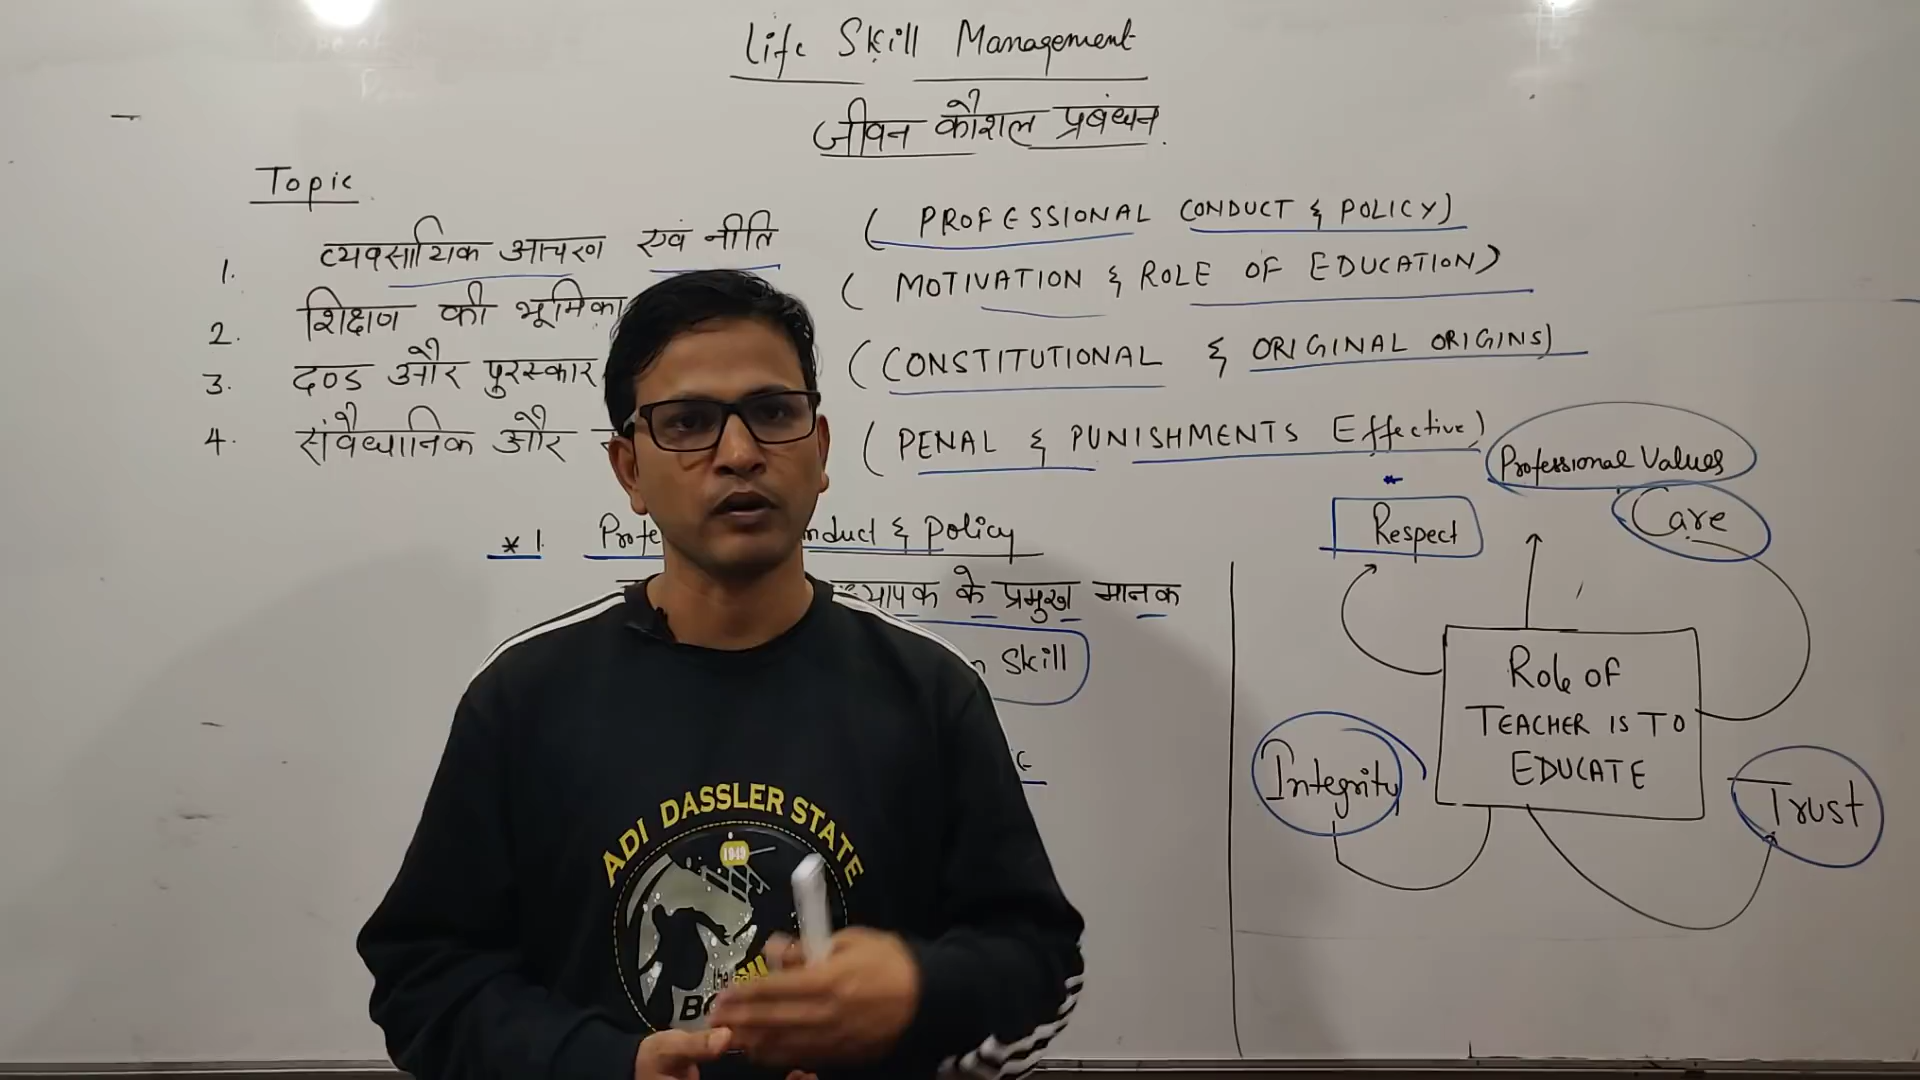 Life Skill Management
जीवन कौशल प्रबंधन
Topic
1. व्यवसायिक आचरण एवं नीति (PROFESSIONAL CONDUCT & POLICY)
2. शिक्षण की भूमिका (MOTIVATION & ROLE OF EDUCATION)
3. दण्ड और पुरस्कार (CONSTITUTIONAL & ORIGINAL ORIGINS)
4. संवैधानिक और (PENAL & PUNISHMENTS Effective)
Professional Values
Respect
Care
* 1. Conduct & policy
के प्रमुख मानक
Skill
Role OF
TEACHER IS TO
EDUCATE
Integrity
Trust
ADI DASSLER STATE
1949
the